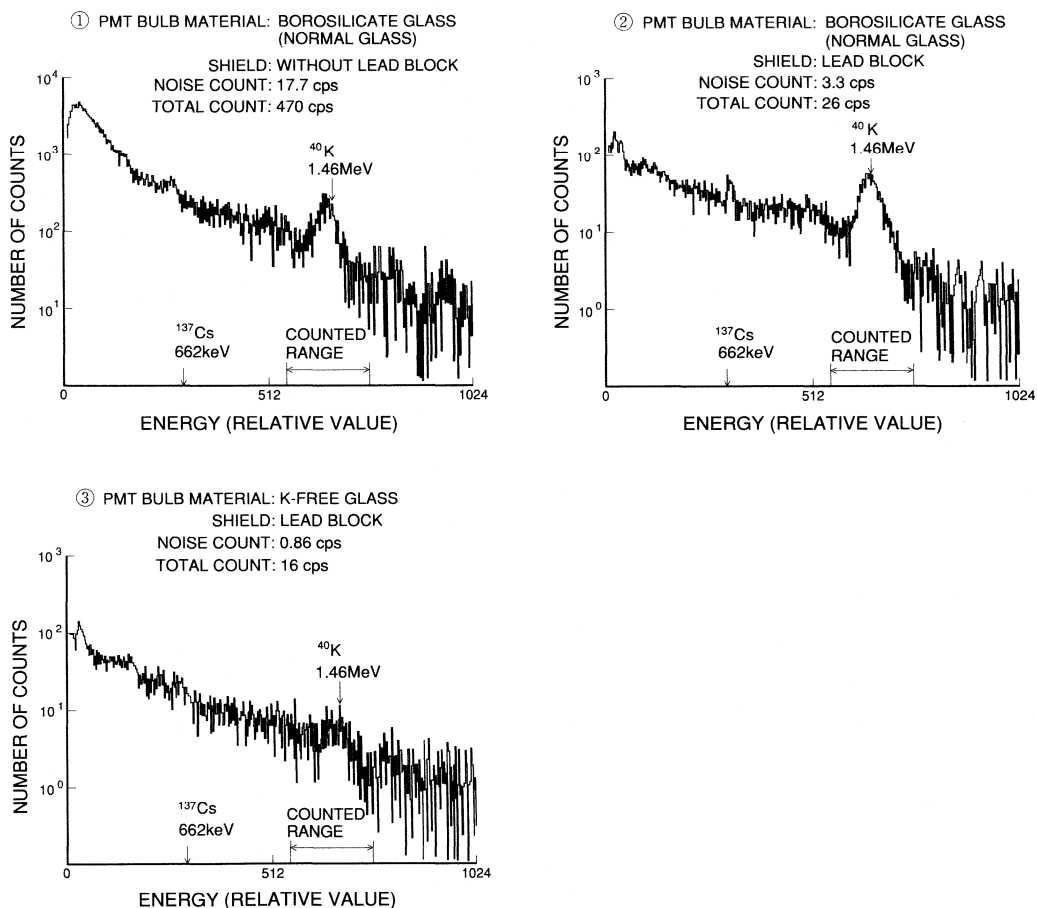 ① PMT BULB MATERIAL: BOROSILICATE GLASS
(NORMAL GLASS)
SHIELD: WITHOUT LEAD BLOCK
NOISE COUNT: 17.7 cps
TOTAL COUNT: 470 cps
10⁴
10³
10²
10¹
NUMBER OF COUNTS
⁴⁰K
1.46MeV
¹³⁷Cs
662keV
COUNTED
RANGE
0 512 1024
ENERGY (RELATIVE VALUE)
② PMT BULB MATERIAL: BOROSILICATE GLASS
(NORMAL GLASS)
SHIELD: LEAD BLOCK
NOISE COUNT: 3.3 cps
TOTAL COUNT: 26 cps
10³
10²
10¹
10⁰
NUMBER OF COUNTS
⁴⁰K
1.46MeV
¹³⁷Cs
662keV
COUNTED
RANGE
0 512 1024
ENERGY (RELATIVE VALUE)
③ PMT BULB MATERIAL: K-FREE GLASS
SHIELD: LEAD BLOCK
NOISE COUNT: 0.86 cps
TOTAL COUNT: 16 cps
10³
10²
10¹
10⁰
NUMBER OF COUNTS
⁴⁰K
1.46MeV
¹³⁷Cs
662keV
COUNTED
RANGE
0 512 1024
ENERGY (RELATIVE VALUE)